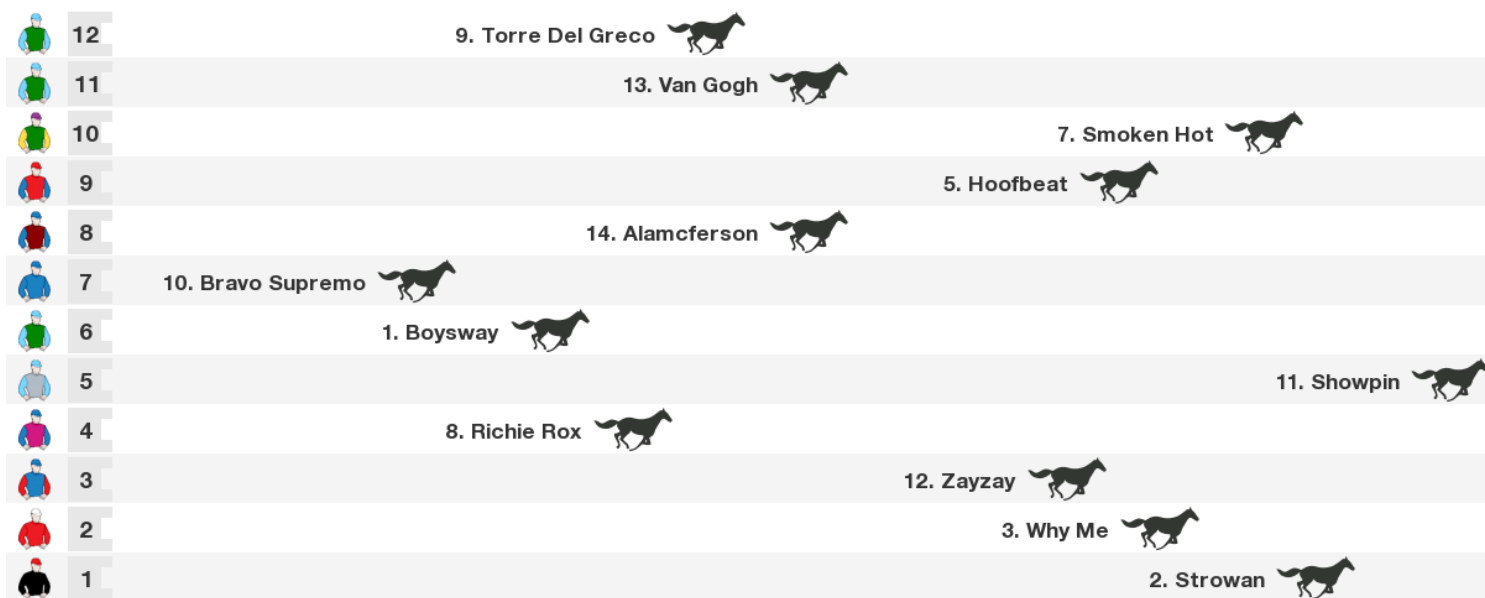 12 9. Torre Del Greco
11 13. Van Gogh
10 7. Smoken Hot
9 5. Hoofbeat
8 14. Alamcferson
7 10. Bravo Supremo
6 1. Boysway
5 11. Showpin
4 8. Richie Rox
3 12. Zayzay
2 3. Why Me
1 2. Strowan